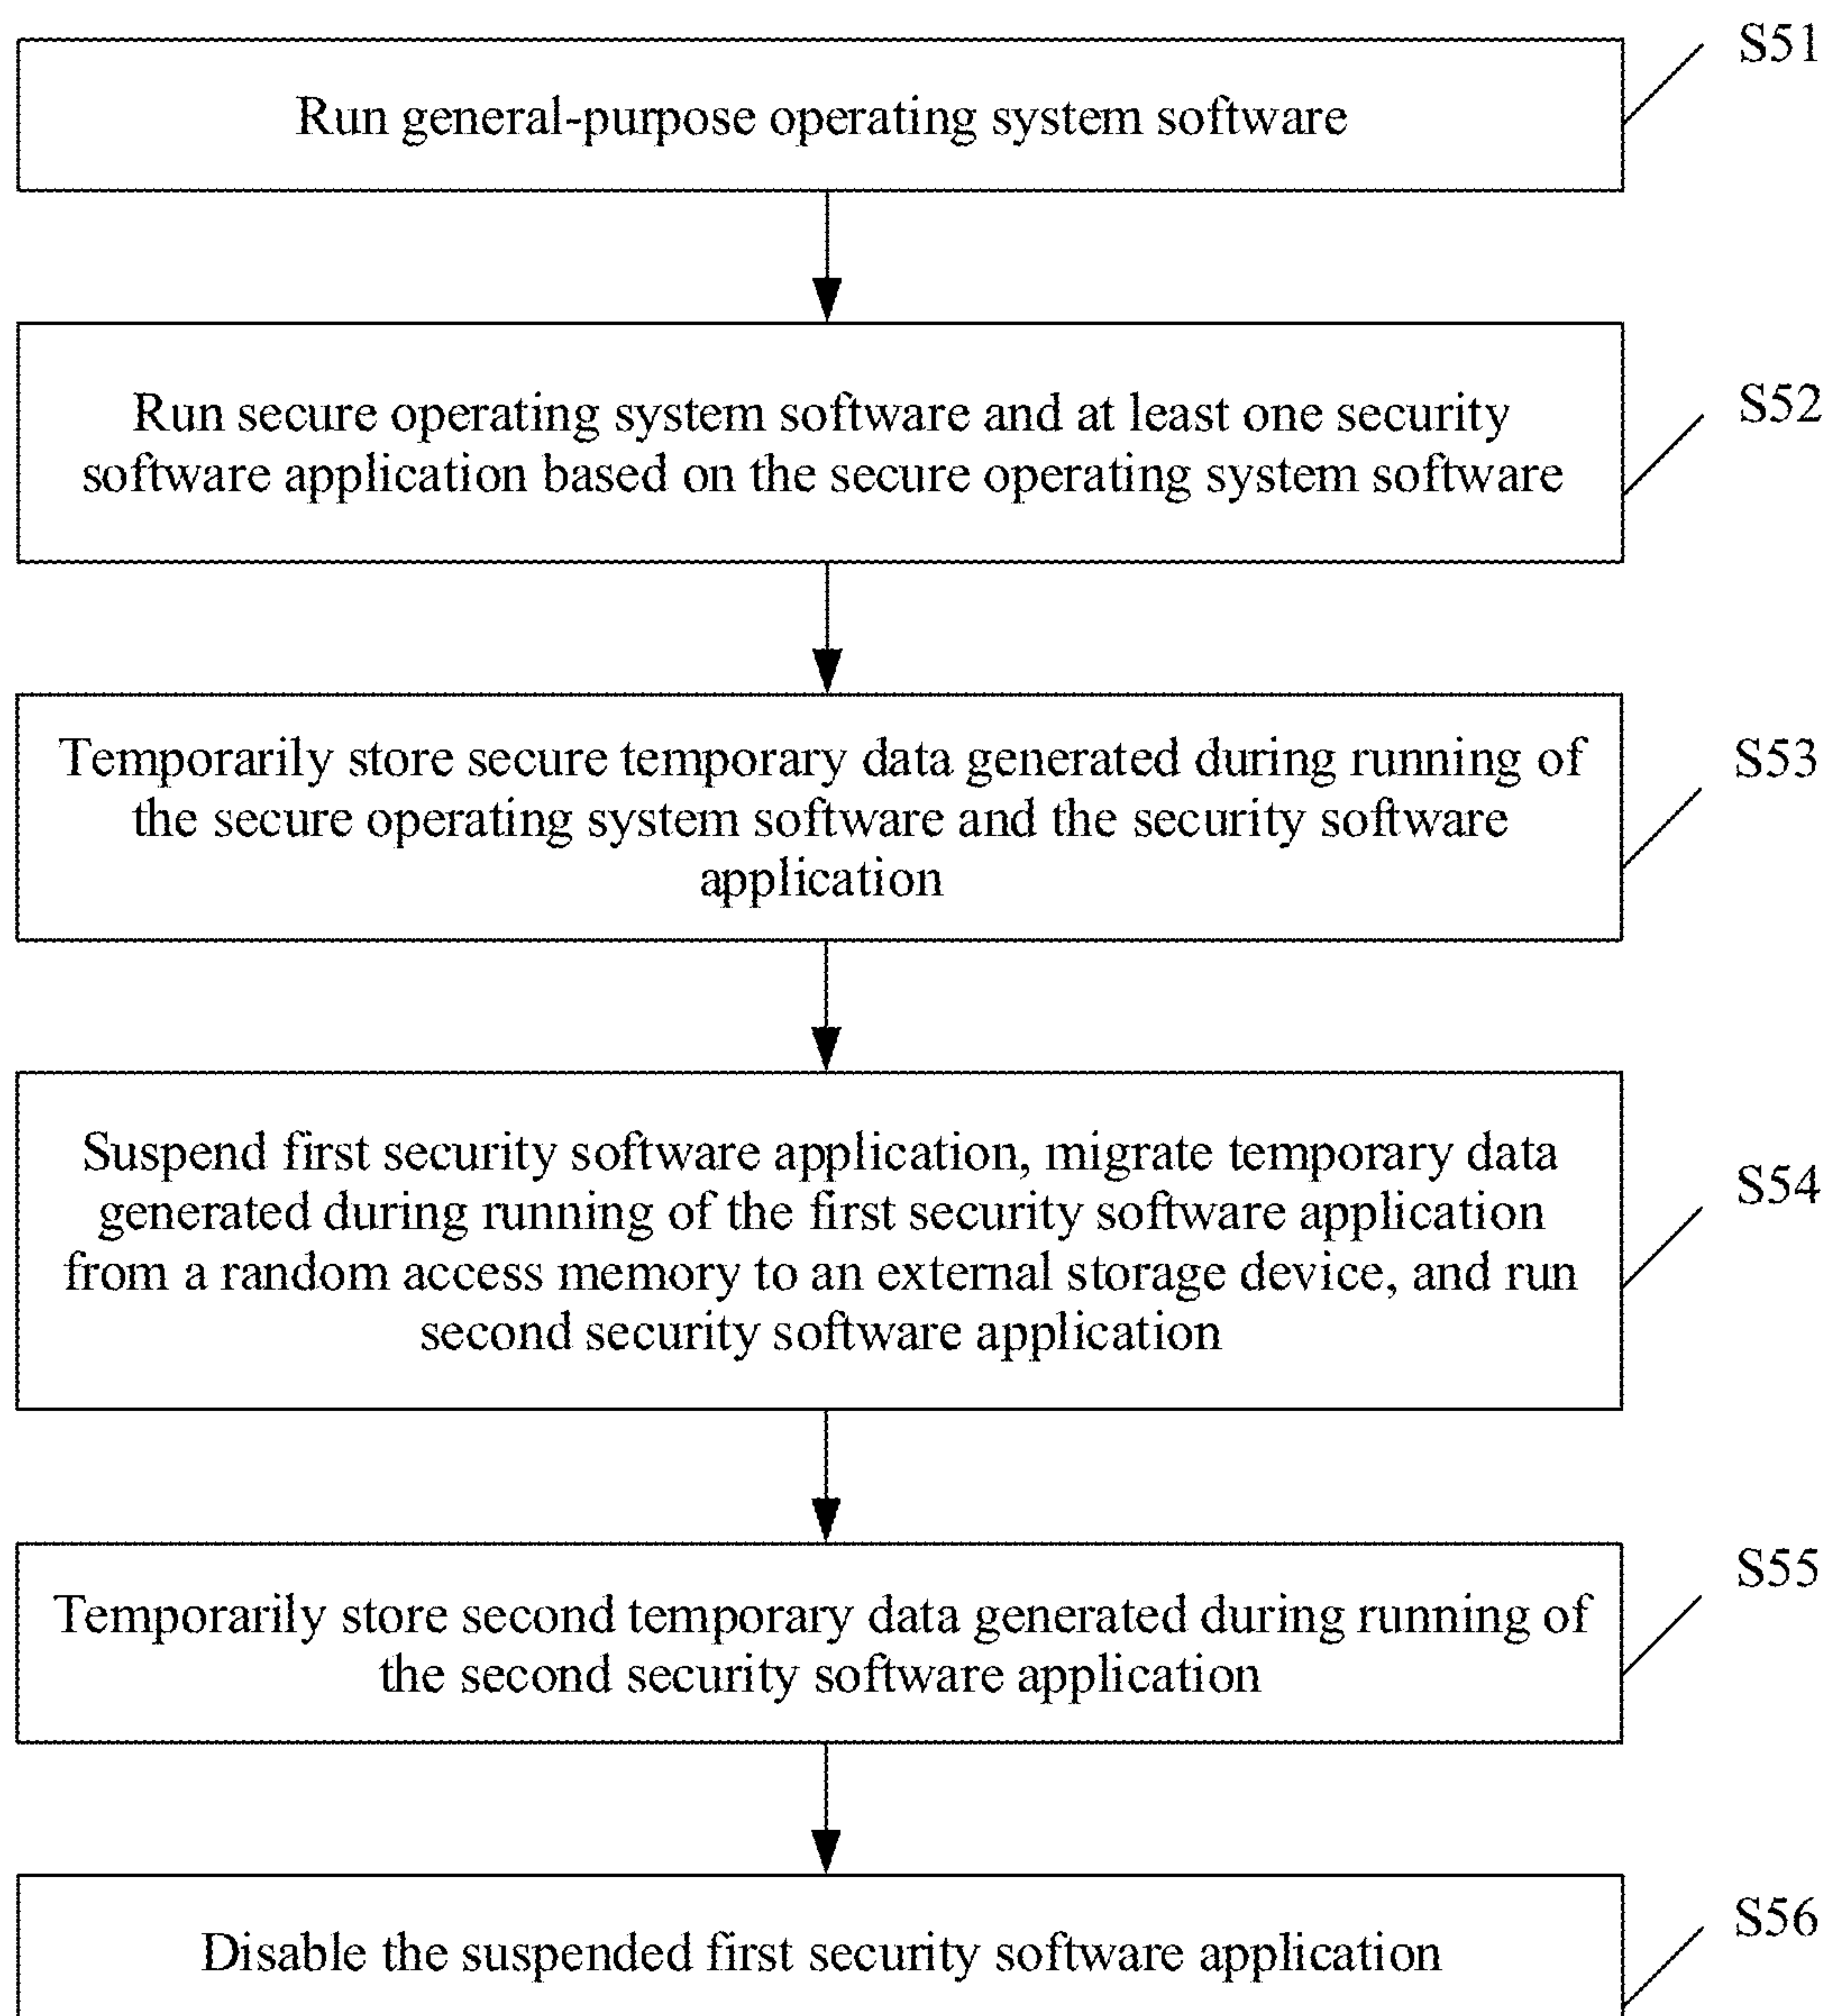 S51
Run general-purpose operating system software
S52
Run secure operating system software and at least one security
software application based on the secure operating system software
S53
Temporarily store secure temporary data generated during running of
the secure operating system software and the security software
application
S54
Suspend first security software application, migrate temporary data
generated during running of the first security software application
from a random access memory to an external storage device, and run
second security software application
S55
Temporarily store second temporary data generated during running of
the second security software application
S56
Disable the suspended first security software application